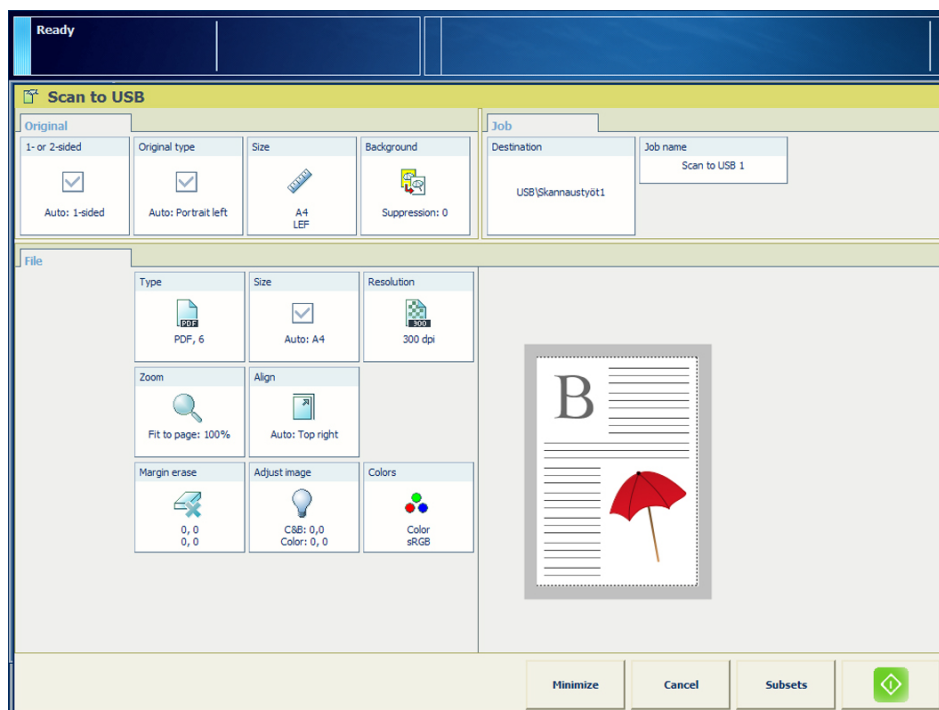 Ready
Scan to USB
Original
Job
1- or 2-sided
Original type
Size
Background
Destination
Job name
Auto: 1-sided
Auto: Portrait left
A4
LEF
Suppression: 0
USB\Skannaustyöt1
Scan to USB 1
File
Type
Size
Resolution
PDF
300
PDF, 6
Auto: A4
300 dpi
Zoom
Align
Fit to page: 100%
Auto: Top right
B
Margin erase
Adjust image
Colors
0, 0
0, 0
C&B: 0,0
Color: 0, 0
Color
sRGB
Minimize
Cancel
Subsets